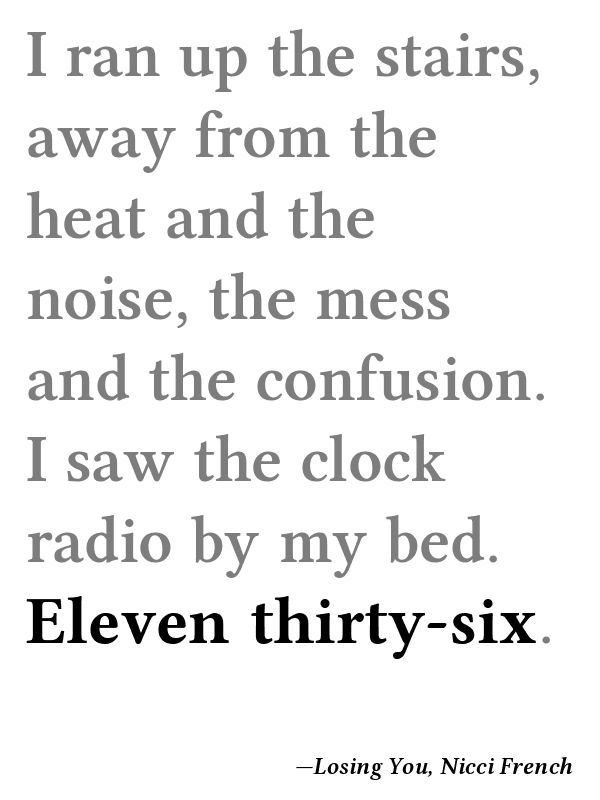 I ran up the stairs,
away from the
heat and the
noise, the mess
and the confusion.
I saw the clock
radio by my bed.
Eleven thirty-six.
—Losing You, Nicci French